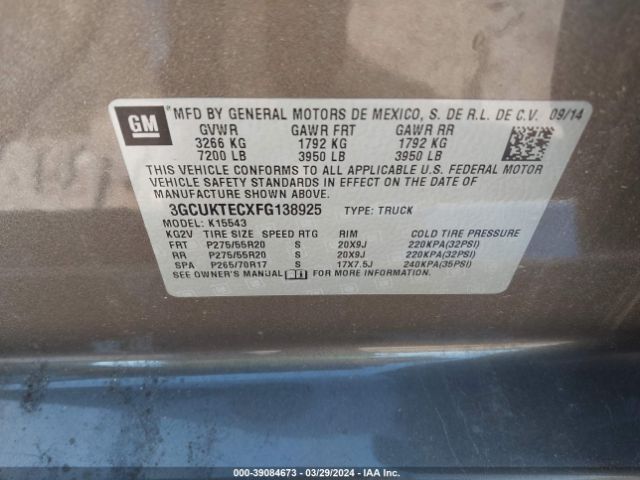 GM
MFD BY GENERAL MOTORS DE MEXICO, S. DE R.L. DE C.V. 09/14
GVWR GAWR FRT GAWR RR
3266 KG 1792 KG 1792 KG
7200 LB 3950 LB 3950 LB
THIS VEHICLE CONFORMS TO ALL APPLICABLE U.S. FEDERAL MOTOR
VEHICLE SAFETY STANDARDS IN EFFECT ON THE DATE OF
MANUFACTURE SHOWN ABOVE.
3GCUKTECXFG138925 TYPE: TRUCK
MODEL: K15543
KG2V TIRE SIZE SPEED RTG RIM COLD TIRE PRESSURE
FRT P275/55R20 S 20X9J 220KPA(32PSI)
RR P275/55R20 S 20X9J 220KPA(32PSI)
SPA P265/70R17 S 17X7.5J 240KPA(35PSI)
SEE OWNER'S MANUAL FOR MORE INFORMATION.
000-39084673 - 03/29/2024 - IAA Inc.